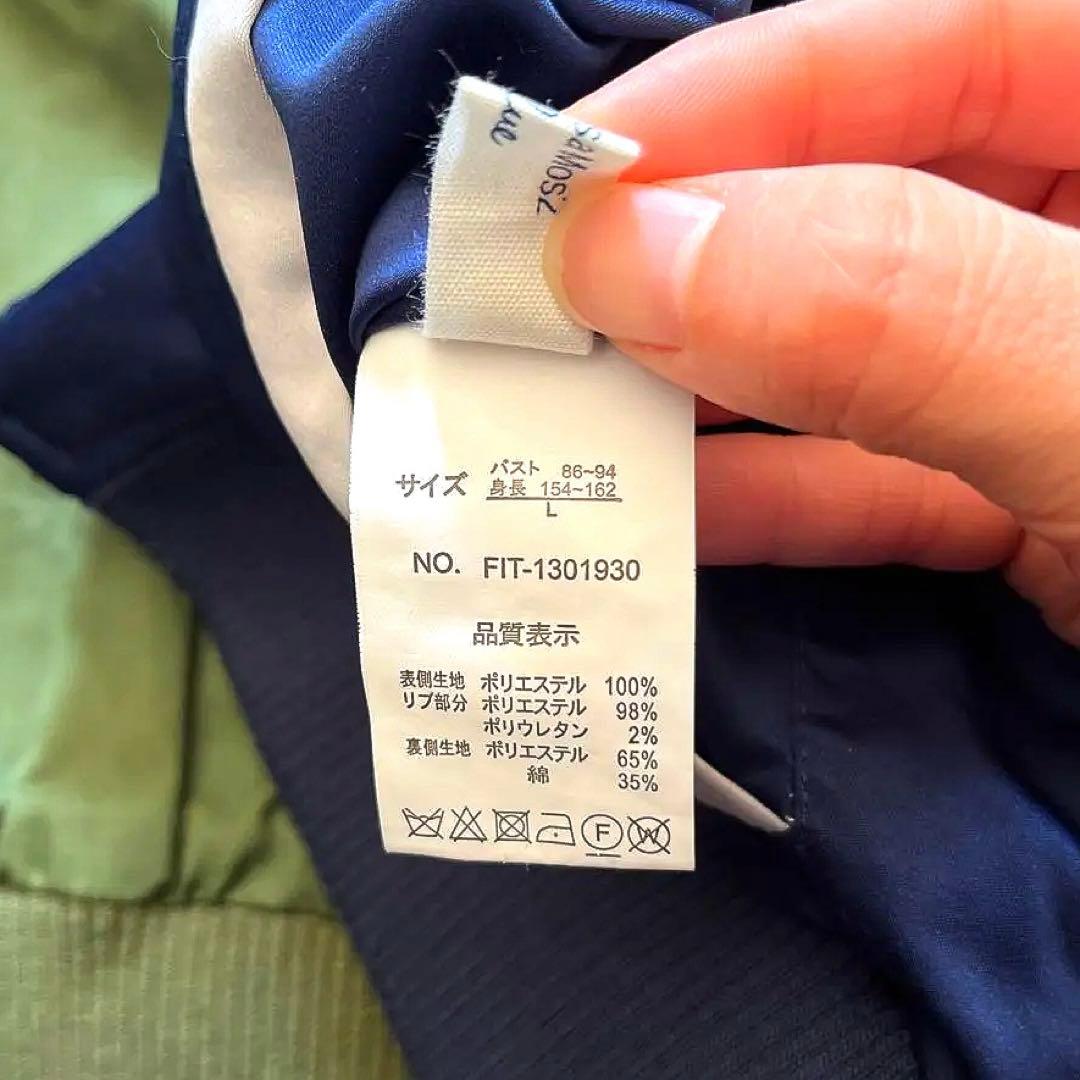 SaMoSZ
サイズ バスト 86~94
身長 154~162
L
NO. FIT-1301930
品質表示
表側生地 ポリエステル 100%
リブ部分 ポリエステル 98%
ポリウレタン 2%
裏側生地 ポリエステル 65%
綿 35%
F W